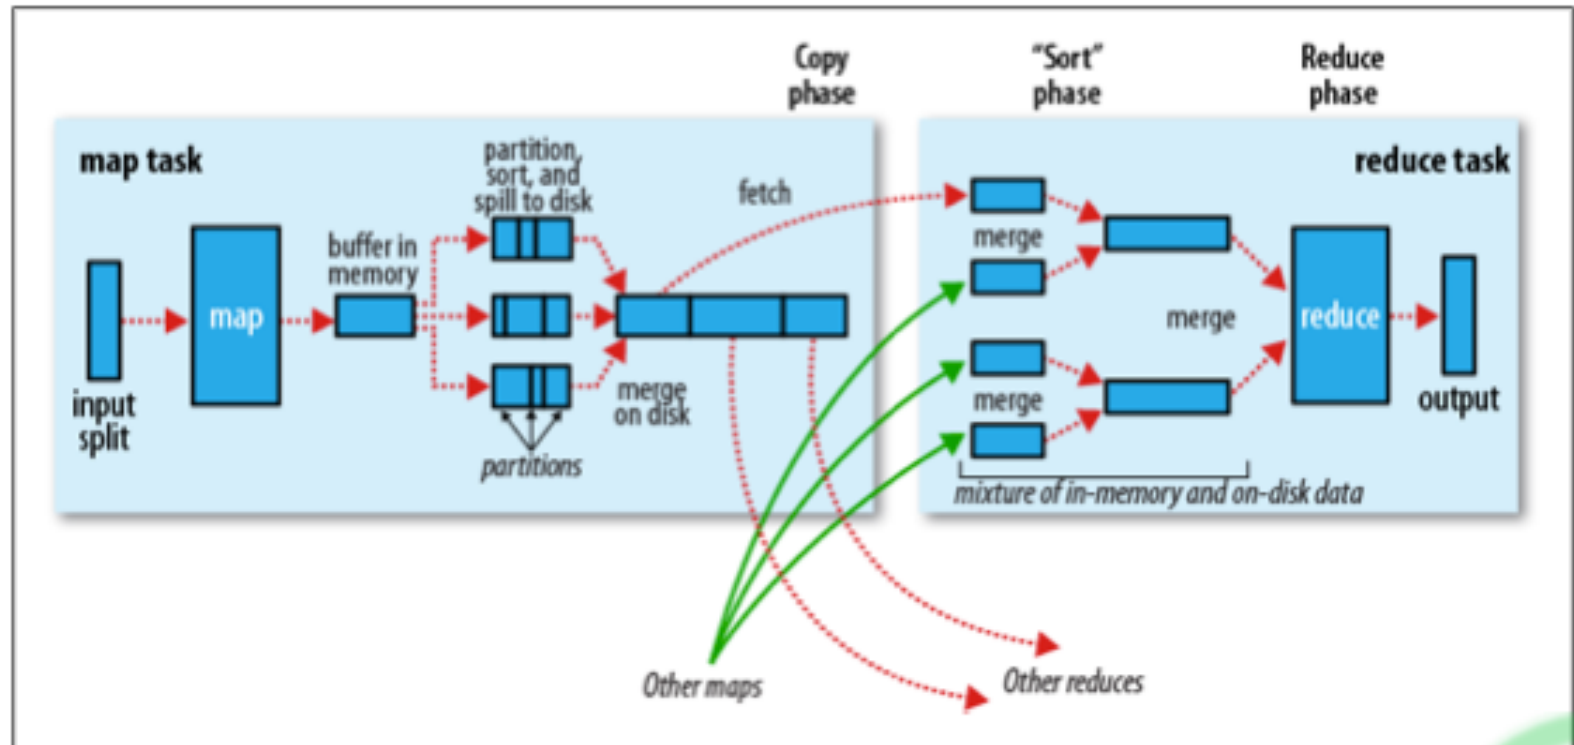 Copy
phase
“Sort”
phase
Reduce
phase
map task
partition,
sort, and
spill to disk
fetch
reduce task
buffer in
memory
merge
map
merge
reduce
input
split
merge
on disk
merge
output
partitions
mixture of in-memory and on-disk data
Other maps
Other reduces